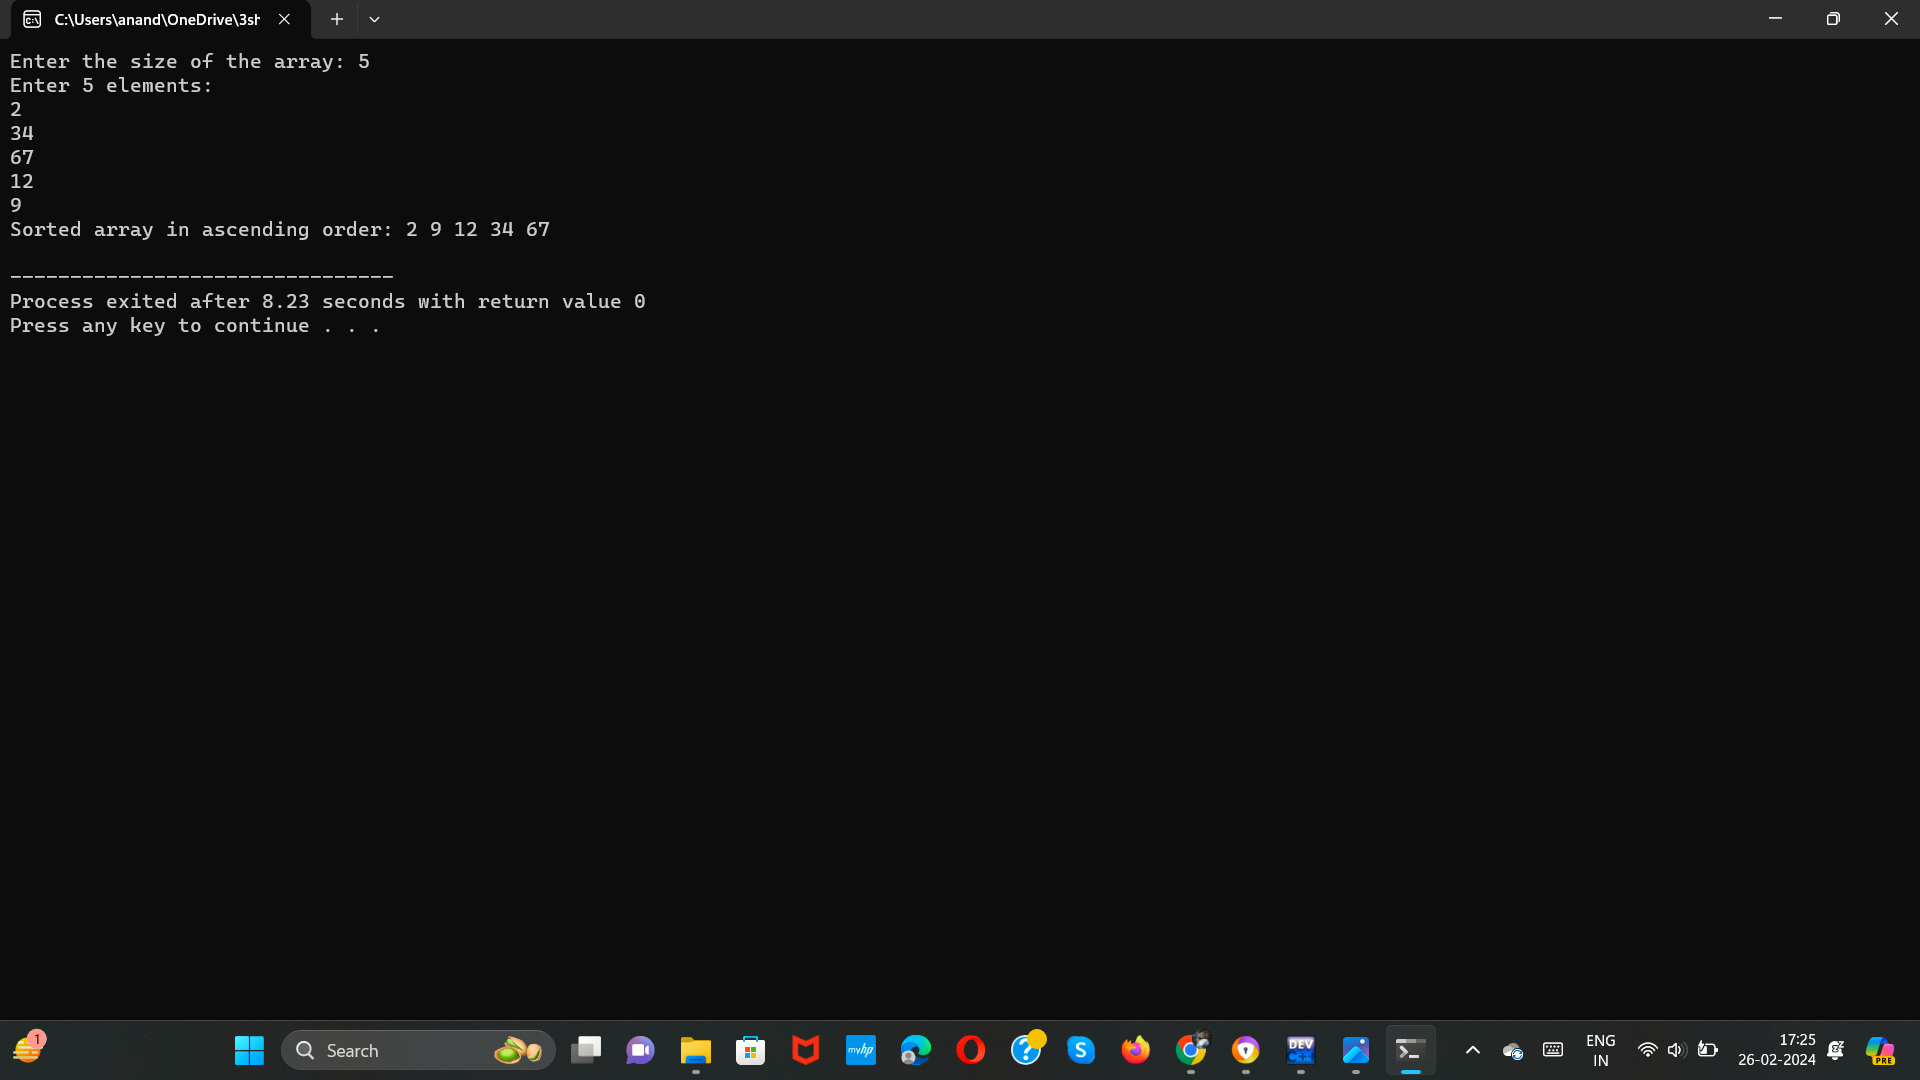 C:\Users\anand\OneDrive\3sh
Enter the size of the array: 5
Enter 5 elements:
2
34
67
12
9
Sorted array in ascending order: 2 9 12 34 67
--------------------------------
Process exited after 8.23 seconds with return value 0
Press any key to continue . . .
1
Search
myhp
S
DEV
C++
ENG
IN
17:25
26-02-2024
PRE